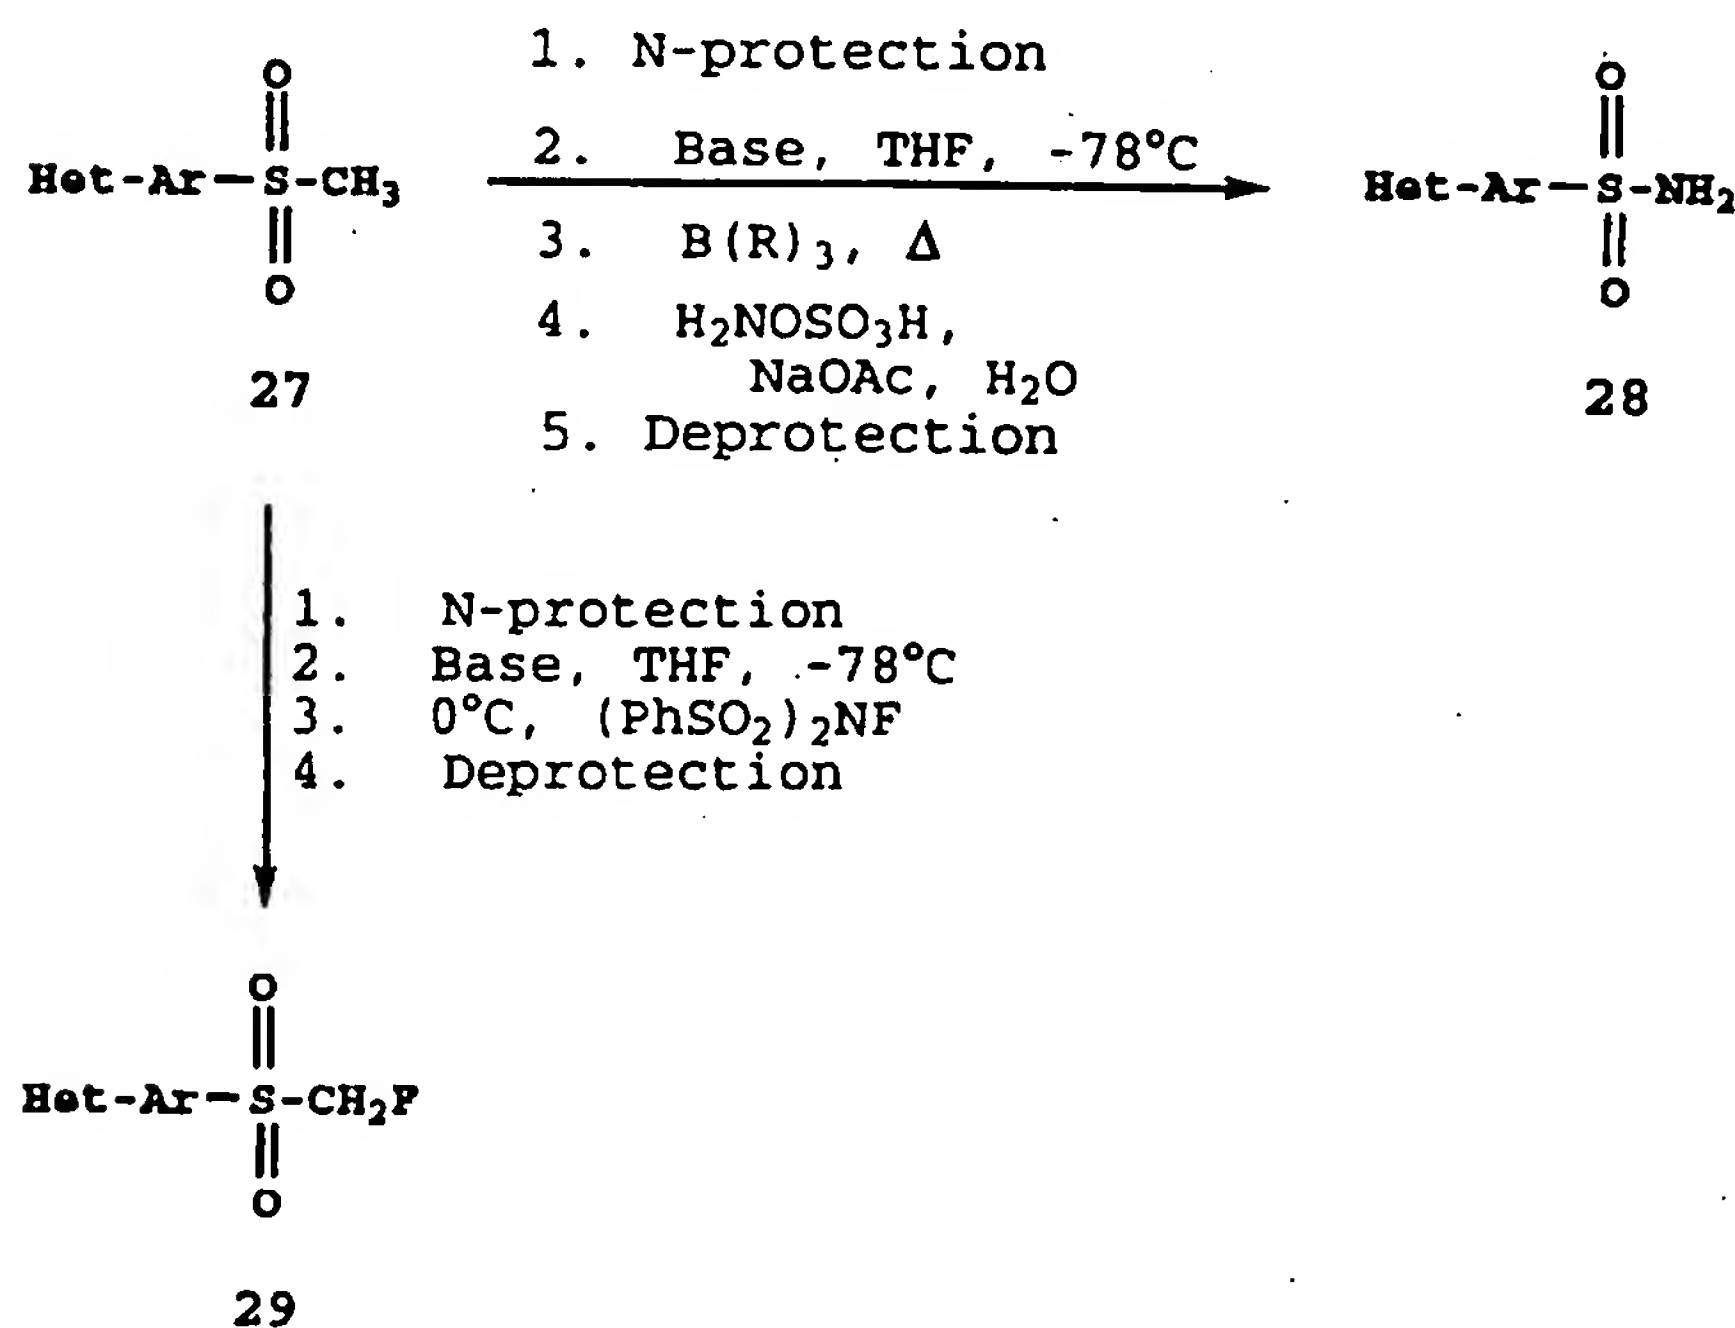 1. N-protection
O
O
2. Base, THF, -78°C
Het-Ar-S-CH₃
Het-Ar-S-NH₂
3. B(R)₃, Δ
O
O
4. H₂NOSO₃H,
NaOAc, H₂O
27
28
5. Deprotection
1. N-protection
2. Base, THF, -78°C
3. 0°C, (PhSO₂)₂NF
4. Deprotection
O
Het-Ar-S-CH₂F
O
29